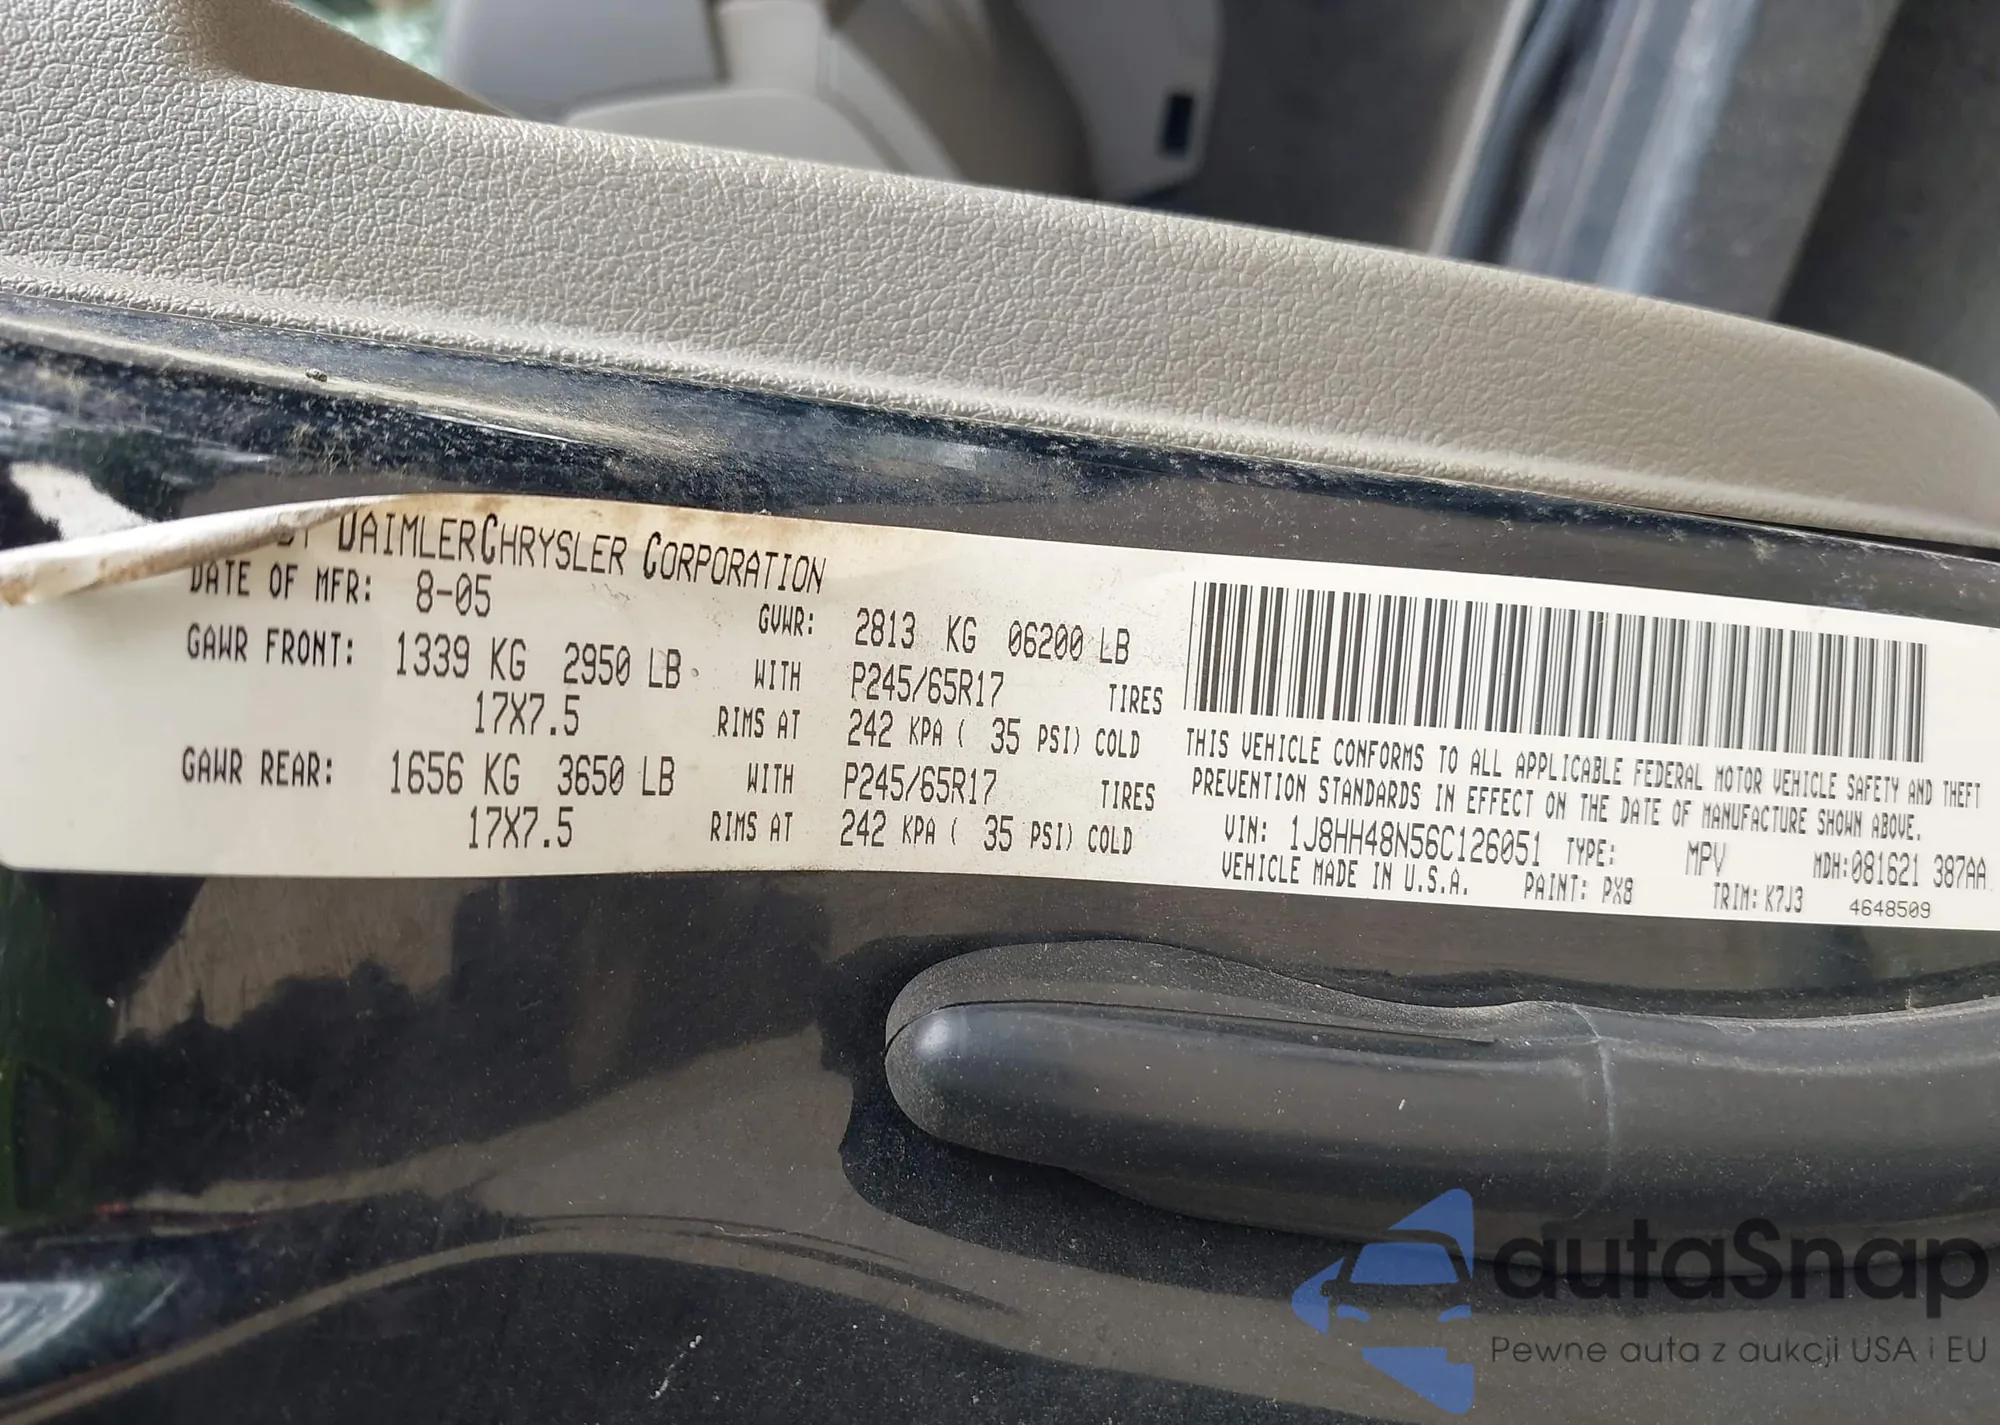 BY DAIMLERCHRYSLER CORPORATION
DATE OF MFR: 8-05 GVWR: 2813 KG 06200 LB
GAWR FRONT: 1339 KG 2950 LB WITH P245/65R17 TIRES
17X7.5 RIMS AT 242 KPA ( 35 PSI) COLD
GAWR REAR: 1656 KG 3650 LB WITH P245/65R17 TIRES
17X7.5 RIMS AT 242 KPA ( 35 PSI) COLD
THIS VEHICLE CONFORMS TO ALL APPLICABLE FEDERAL MOTOR VEHICLE SAFETY AND THEFT
PREVENTION STANDARDS IN EFFECT ON THE DATE OF MANUFACTURE SHOWN ABOVE.
VIN: 1J8HH48N56C126051 TYPE: MPV MDH:081621 387AA
VEHICLE MADE IN U.S.A. PAINT: PX8 TRIM: K7J3 4648509
autaSnap
Pewne auta z aukcji USA i EU